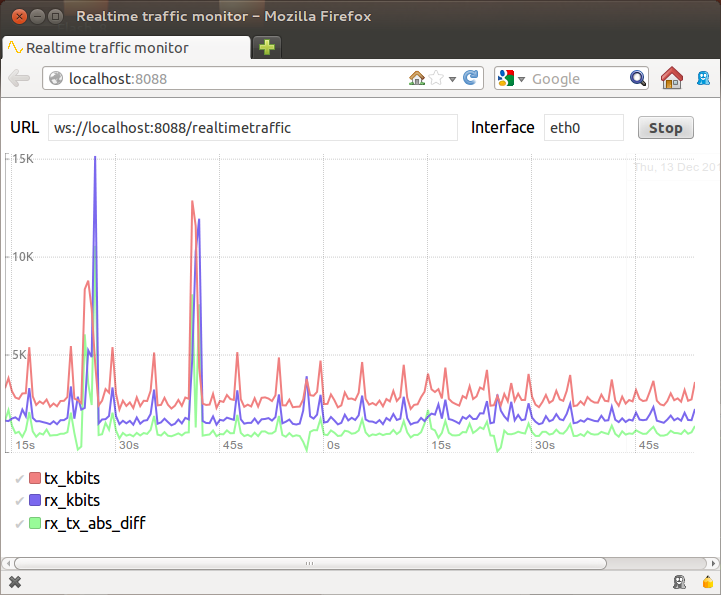 Realtime traffic monitor - Mozilla Firefox
Realtime traffic monitor
localhost:8088
Google
URL ws://localhost:8088/realtimetraffic Interface eth0 Stop
15K
Thu, 13 Dec 201
10K
5K
15s 30s 45s 0s 15s 30s 45s
tx_kbits
rx_kbits
rx_tx_abs_diff